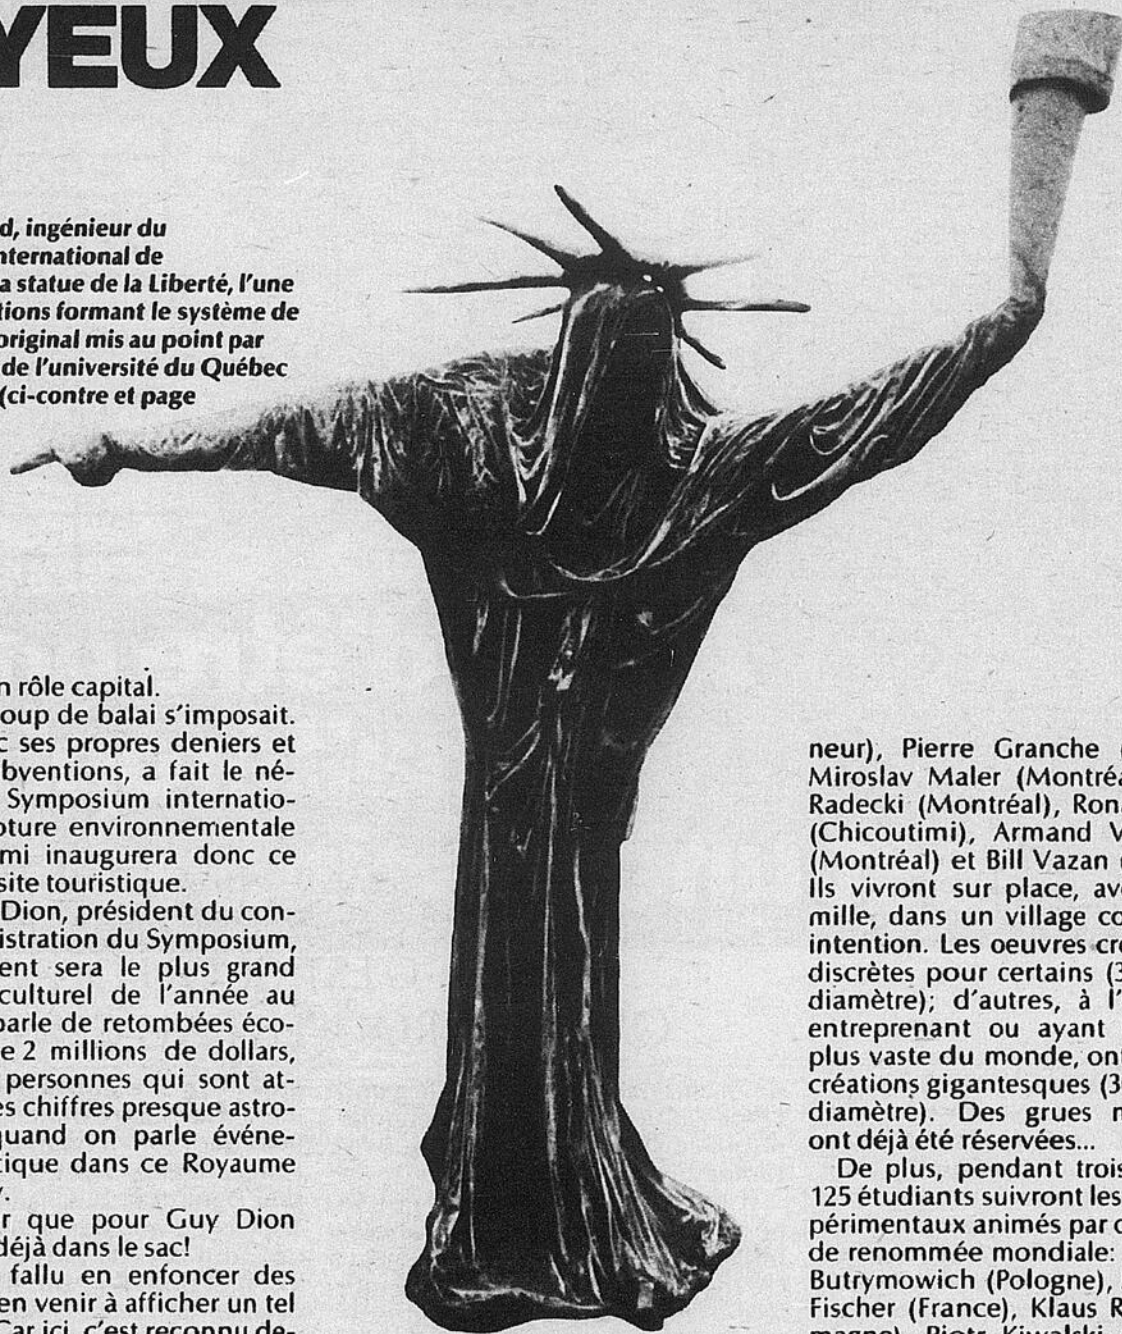 YEUX
d, ingénieur du
nternational de
a statue de la Liberté, l'une
tions formant le système de
original mis au point par
de l'université du Québec
(ci-contre et page
n rôle capital.
oup de balai s'imposait.
c ses propres deniers et
bventions, a fait le né-
Symposium internatio-
pture environnementale
mi inaugurera donc ce
site touristique.
Dion, président du con-
istration du Symposium,
ent sera le plus grand
culturel de l'année au
parle de retombées éco-
e 2 millions de dollars,
personnes qui sont at-
es chiffres presque astro-
quand on parle événe-
tique dans ce Royaume
y.
r que pour Guy Dion
déjà dans le sac!
fallu en enfoncer des
en venir à afficher un tel
Car ici, c'est reconnu de-
neur), Pierre Granche (
Miroslav Maler (Montréa
Radecki (Montréal), Ron
(Chicoutimi), Armand V
(Montréal) et Bill Vazan
Ils vivront sur place, ave
mille, dans un village co
intention. Les oeuvres cré
discrètes pour certains (3
diamètre); d'autres, à l'
entreprenant ou ayant
plus vaste du monde, ont
créations gigantesques (3
diamètre). Des grues m
ont déjà été réservées...
De plus, pendant trois
125 étudiants suivront les
périmentaux animés par d
de renommée mondiale:
Butrymowich (Pologne),
Fischer (France), Klaus R
magne), Piotr Kiwalski